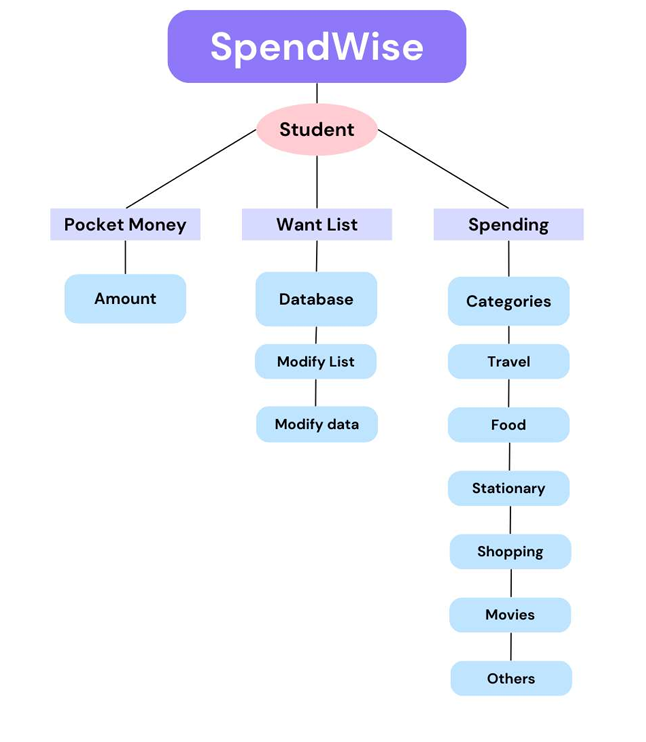 SpendWise
Student
Pocket Money
Want List
Spending
Amount
Database
Categories
Modify List
Travel
Modify data
Food
Stationary
Shopping
Movies
Others